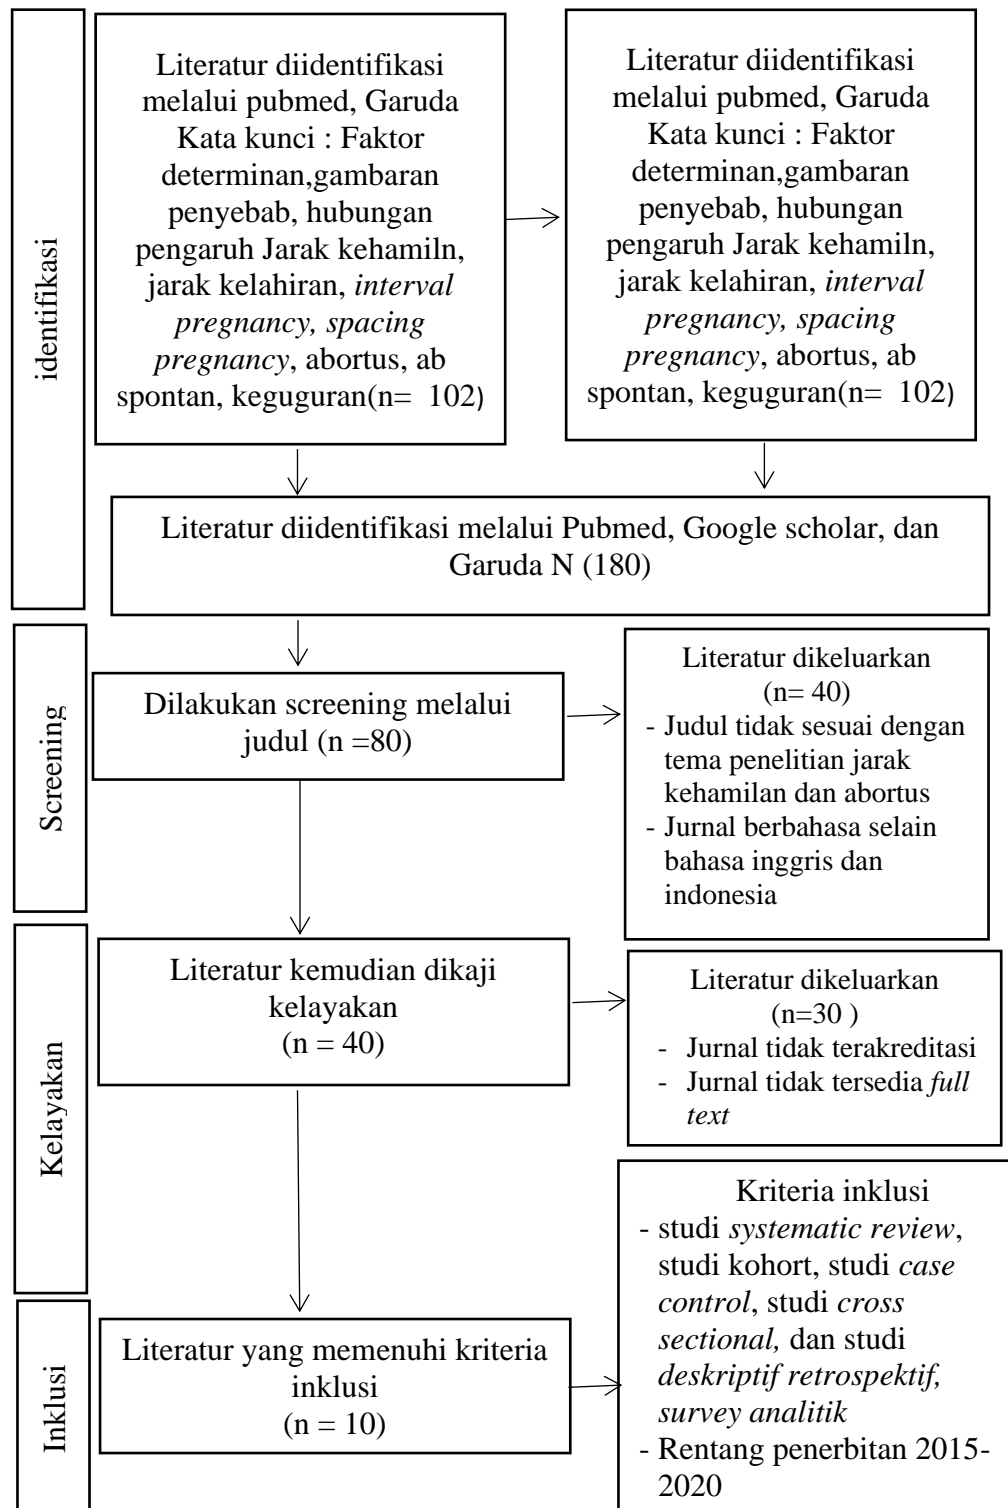 identifikasi
Literatur diidentifikasi
melalui pubmed, Garuda
Kata kunci : Faktor
determinan,gambaran
penyebab, hubungan
pengaruh Jarak kehamiln,
jarak kelahiran, interval
pregnancy, spacing
pregnancy, abortus, ab
spontan, keguguran(n= 102)
Literatur diidentifikasi
melalui pubmed, Garuda
Kata kunci : Faktor
determinan,gambaran
penyebab, hubungan
pengaruh Jarak kehamiln,
jarak kelahiran, interval
pregnancy, spacing
pregnancy, abortus, ab
spontan, keguguran(n= 102)
Literatur diidentifikasi melalui Pubmed, Google scholar, dan
Garuda N (180)
Screening
Dilakukan screening melalui
judul (n =80)
Literatur dikeluarkan
(n= 40)
- Judul tidak sesuai dengan
tema penelitian jarak
kehamilan dan abortus
- Jurnal berbahasa selain
bahasa inggris dan
indonesia
Kelayakan
Literatur kemudian dikaji
kelayakan
(n = 40)
Literatur dikeluarkan
(n=30 )
- Jurnal tidak terakreditasi
- Jurnal tidak tersedia full
text
Inklusi
Literatur yang memenuhi kriteria
inklusi
(n = 10)
Kriteria inklusi
- studi systematic review,
studi kohort, studi case
control, studi cross
sectional, dan studi
deskriptif retrospektif,
survey analitik
- Rentang penerbitan 2015-
2020